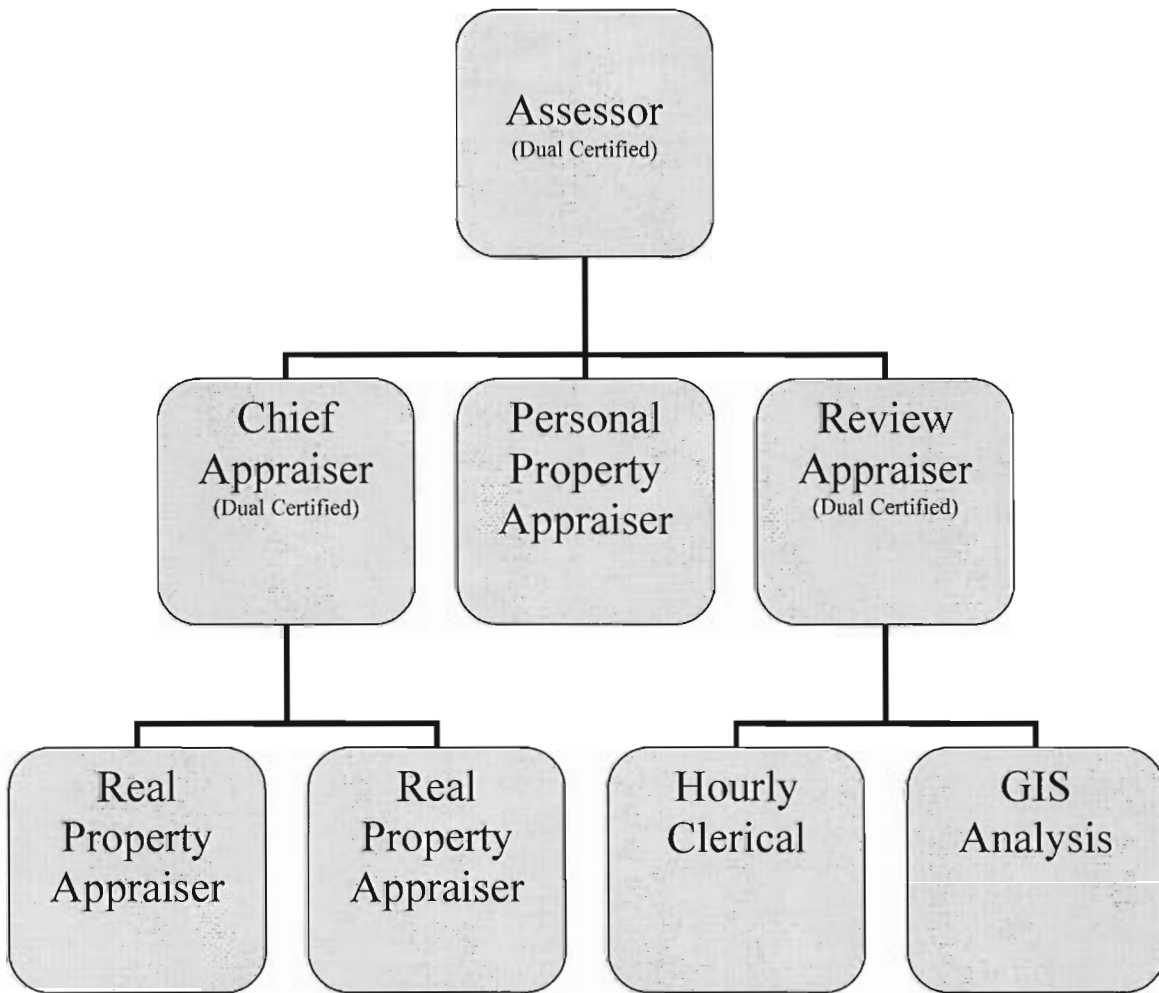 Assessor
(Dual Certified)
Chief
Appraiser
(Dual Certified)
Personal
Property
Appraiser
Review
Appraiser
(Dual Certified)
Real
Property
Appraiser
Real
Property
Appraiser
Hourly
Clerical
GIS
Analysis